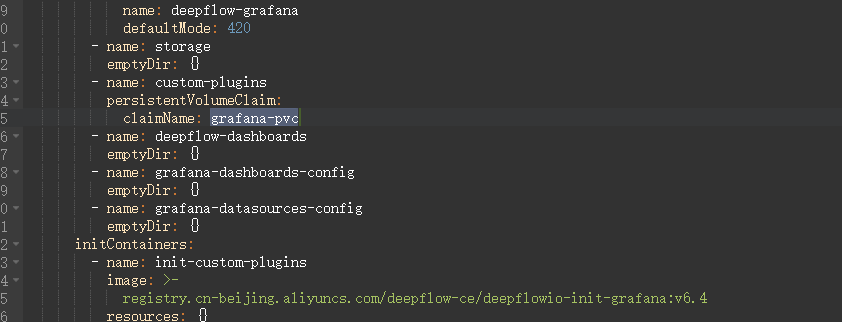 9 name: deepflow-grafana
0 defaultMode: 420
1 - name: storage
2 emptyDir: {}
3 - name: custom-plugins
4 persistentVolumeClaim:
5 claimName: grafana-pvc
6 - name: deepflow-dashboards
7 emptyDir: {}
8 - name: grafana-dashboards-config
9 emptyDir: {}
0 - name: grafana-datasources-config
1 emptyDir: {}
2 initContainers:
3 - name: init-custom-plugins
4 image: >-
5 registry.cn-beijing.aliyuncs.com/deepflow-ce/deepflowio-init-grafana:v6.4
6 resources: {}